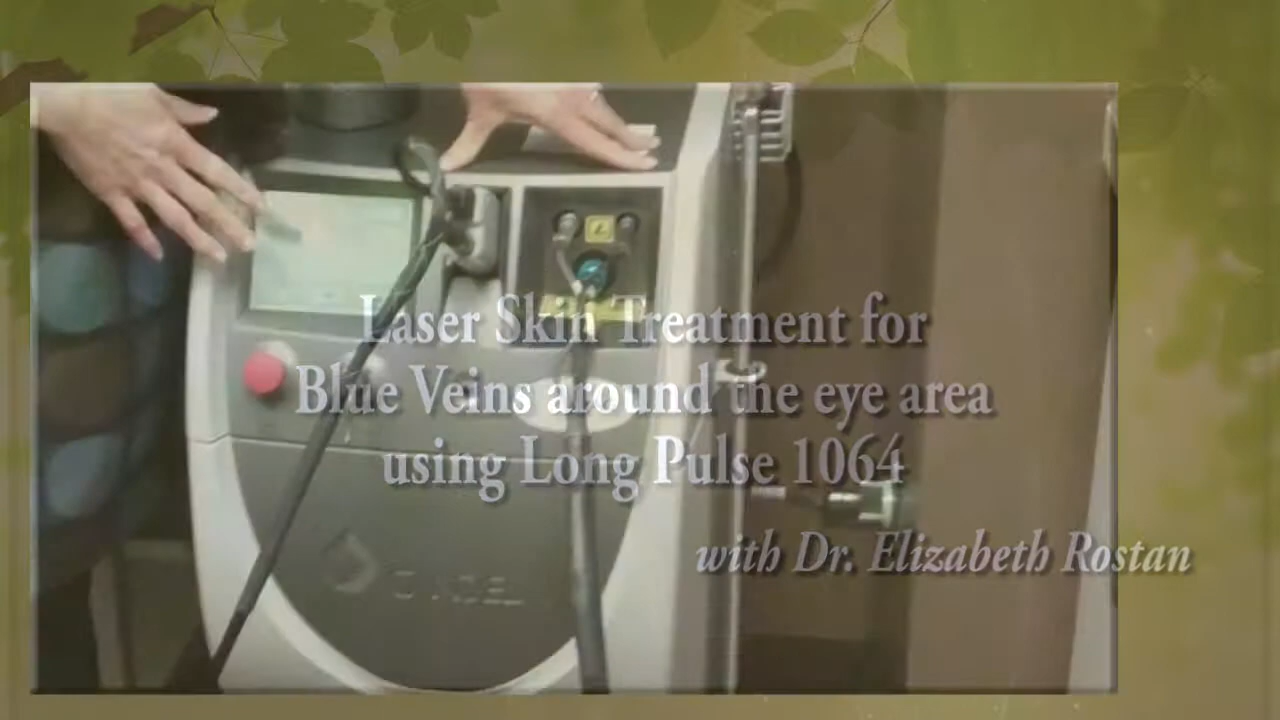 Laser Skin Treatment for
Blue Veins around the eye area
using Long Pulse 1064
with Dr. Elizabeth Rostan